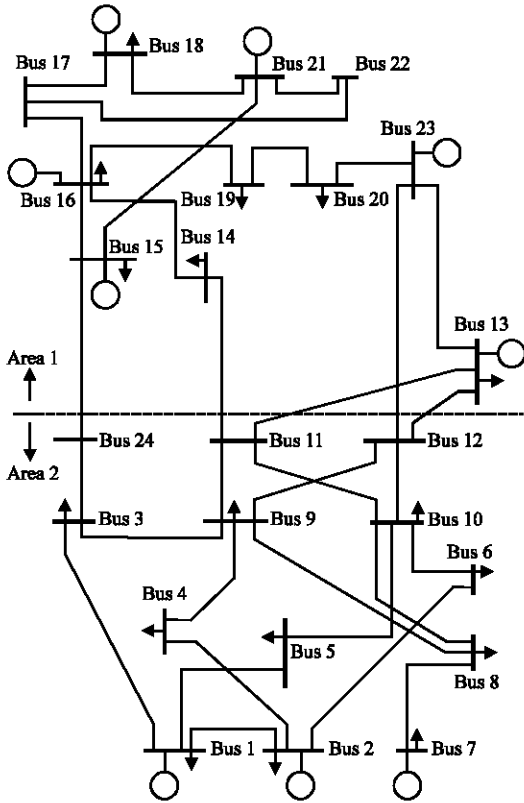 Bus 18
Bus 17
Bus 21
Bus 22
Bus 23
Bus 16
Bus 19
Bus 20
Bus 15
Bus 14
Bus 13
Area 1
Area 2
Bus 24
Bus 11
Bus 12
Bus 3
Bus 9
Bus 10
Bus 6
Bus 4
Bus 5
Bus 8
Bus 1
Bus 2
Bus 7